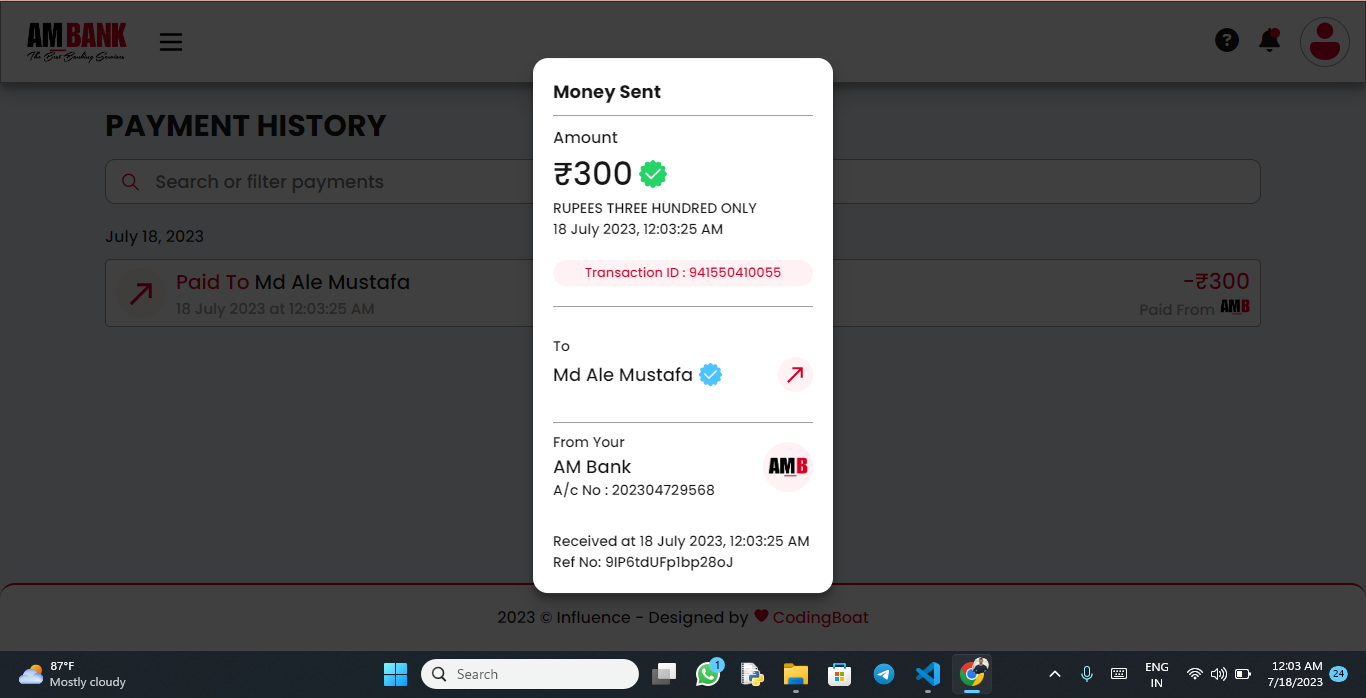 AM BANK
The Best Banking Services
?
PAYMENT HISTORY
Search or filter payments
July 18, 2023
Paid To Md Ale Mustafa
18 July 2023 at 12:03:25 AM
-₹300
Paid From AMB
Money Sent
Amount
₹300
RUPEES THREE HUNDRED ONLY
18 July 2023, 12:03:25 AM
Transaction ID : 941550410055
To
Md Ale Mustafa
From Your
AM Bank
A/c No : 202304729568
AMB
Received at 18 July 2023, 12:03:25 AM
Ref No: 9IP6tdUFp1bp28oJ
2023 © Influence - Designed by CodingBoat
87°F
Mostly cloudy
Search
1
ENG
IN
12:03 AM
7/18/2023
24